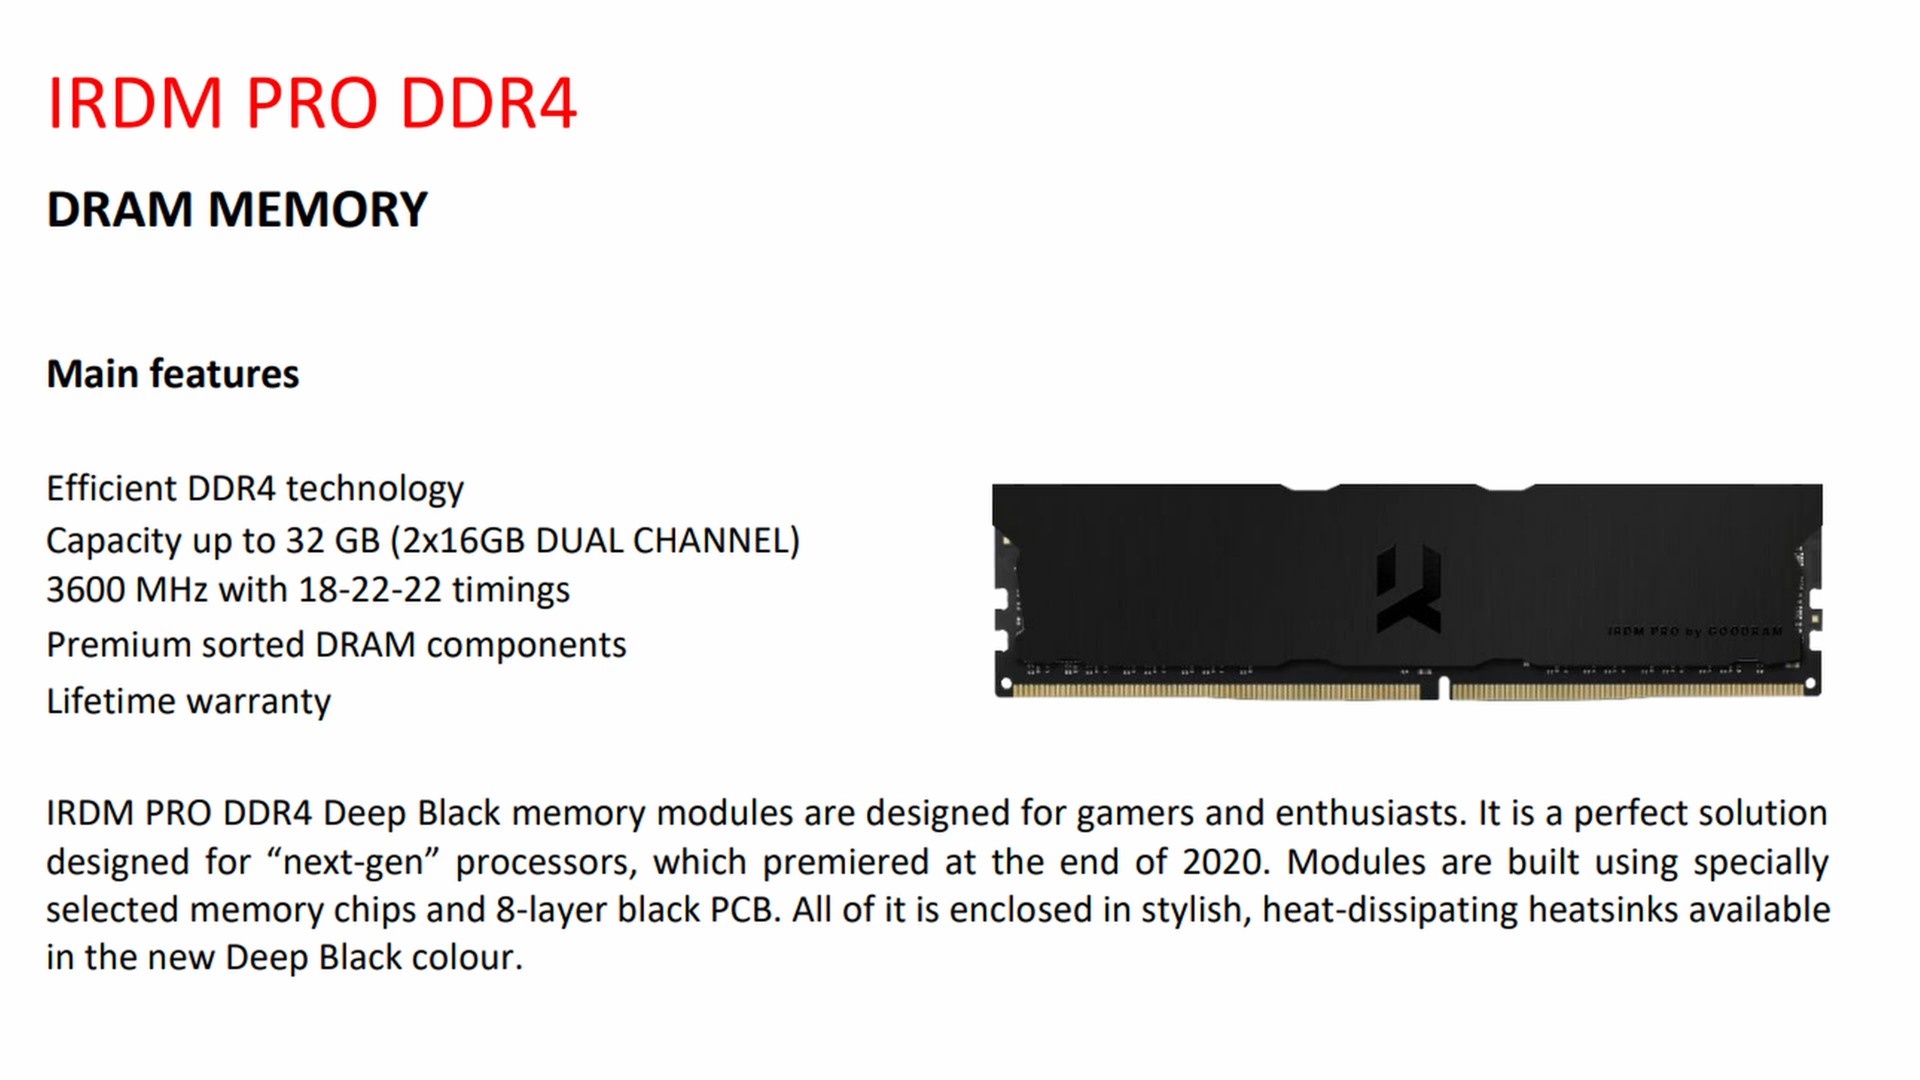 IRDM PRO DDR4
DRAM MEMORY
Main features
Efficient DDR4 technology
Capacity up to 32 GB (2x16GB DUAL CHANNEL)
3600 MHz with 18-22-22 timings
Premium sorted DRAM components
Lifetime warranty
IRDM PRO by GOODRAM
IRDM PRO DDR4 Deep Black memory modules are designed for gamers and enthusiasts. It is a perfect solution
designed for “next-gen” processors, which premiered at the end of 2020. Modules are built using specially
selected memory chips and 8-layer black PCB. All of it is enclosed in stylish, heat-dissipating heatsinks available
in the new Deep Black colour.